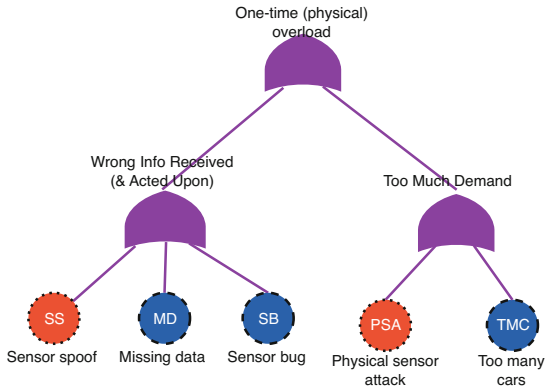 One-time (physical)
overload
Wrong Info Received
(& Acted Upon)
Too Much Demand
SS
MD
SB
PSA
TMC
Sensor spoof
Missing data
Sensor bug
Physical sensor
attack
Too many
cars